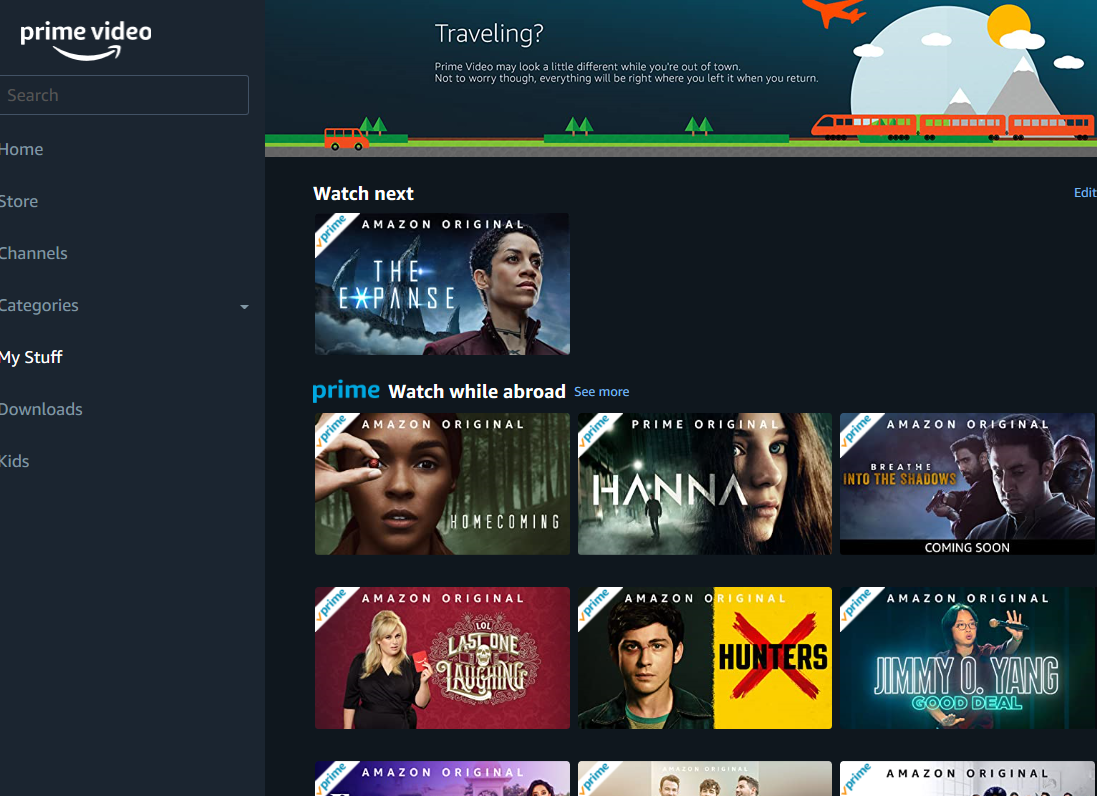 prime video
Search
Home
Store
Channels
Categories
My Stuff
Downloads
Kids
Traveling?
Prime Video may look a little different while you're out of town.
Not to worry though, everything will be right where you left it when you return.
Watch next
Edit
prime
AMAZON ORIGINAL
THE
EXPANSE
prime Watch while abroad See more
prime
AMAZON ORIGINAL
HOMECOMING
prime
PRIME ORIGINAL
HANNA
prime
AMAZON ORIGINAL
BREATHE
INTO THE SHADOWS
COMING SOON
prime
AMAZON ORIGINAL
LOL
LAST ONE
LAUGHING
prime
AMAZON ORIGINAL
HUNTERS
prime
AMAZON ORIGINAL
JIMMY O. YANG
GOOD DEAL
prime
AMAZON ORIGINAL
prime
AMAZON ORIGINAL
prime
AMAZON ORIGINAL